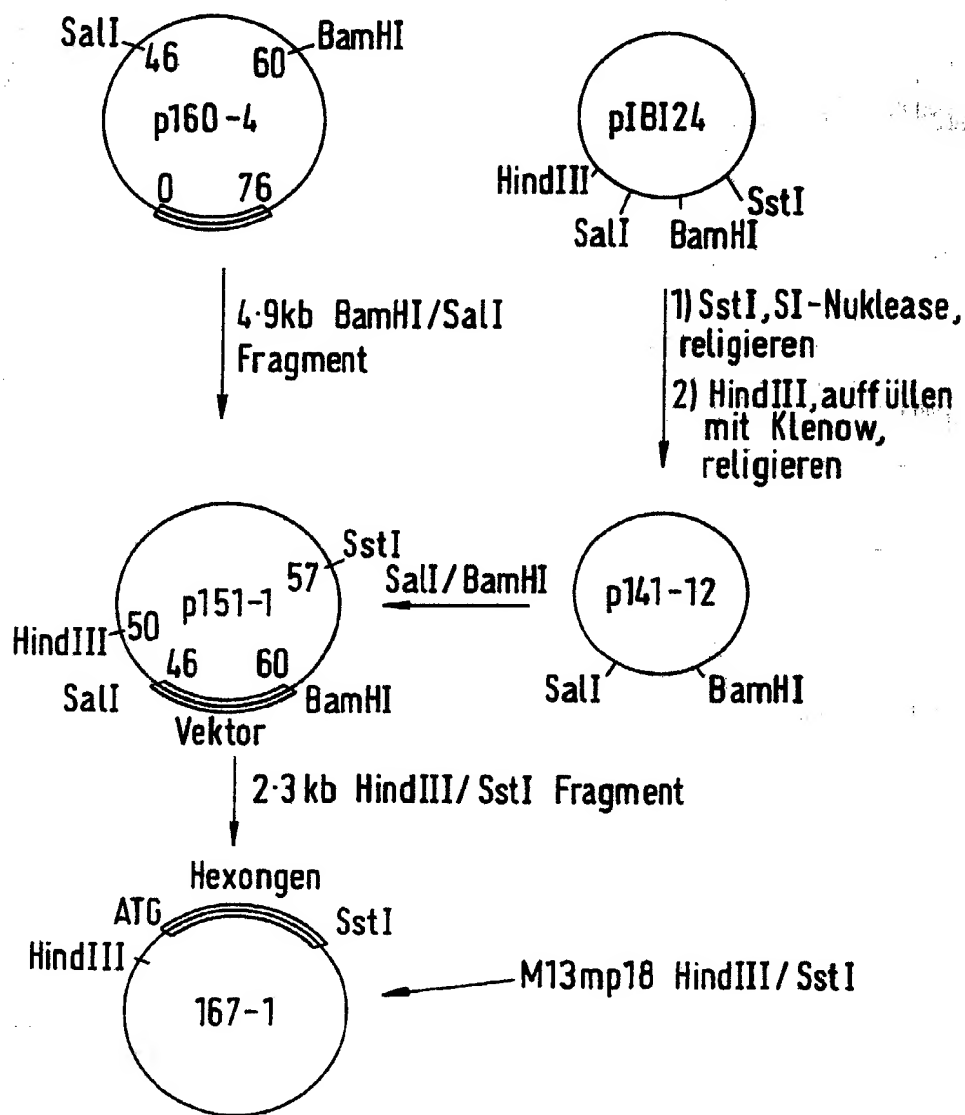 SalI
46
60
BamHI
p160-4
0
76
pIBI24
HindIII
SalI
BamHI
SstI
4·9kb BamHI/SalI
Fragment
1) SstI, SI-Nuklease,
religieren
2) HindIII, auffüllen
mit Klenow,
religieren
SstI
57
p151-1
HindIII
50
46
60
SalI
BamHI
Vektor
SalI/BamHI
p141-12
SalI
BamHI
2·3 kb HindIII/SstI Fragment
Hexongen
ATG
SstI
HindIII
167-1
M13mp18 HindIII/SstI